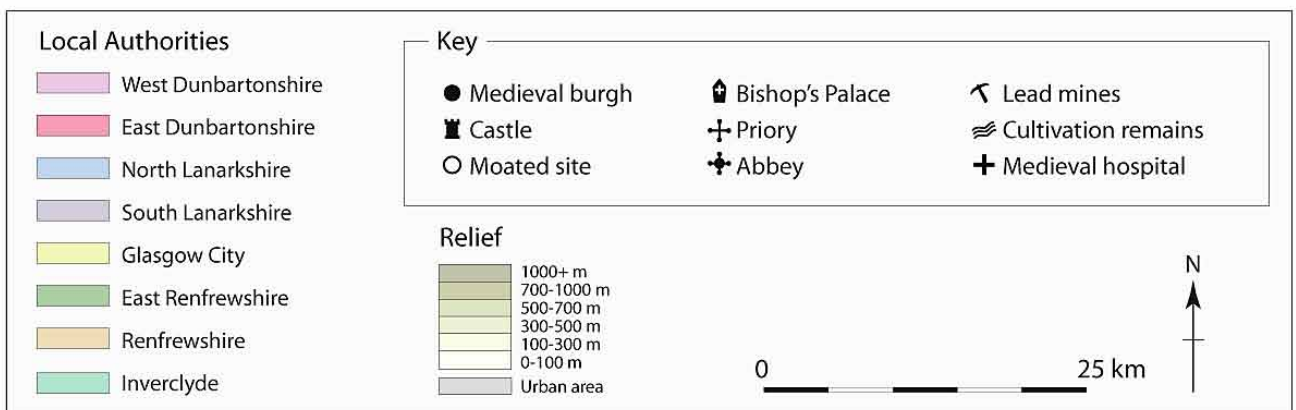 Local Authorities
West Dunbartonshire
East Dunbartonshire
North Lanarkshire
South Lanarkshire
Glasgow City
East Renfrewshire
Renfrewshire
Inverclyde
Key
Medieval burgh
Castle
Moated site
Bishop's Palace
Priory
Abbey
Lead mines
Cultivation remains
Medieval hospital
Relief
1000+ m
700-1000 m
500-700 m
300-500 m
100-300 m
0-100 m
Urban area
0 25 km
N